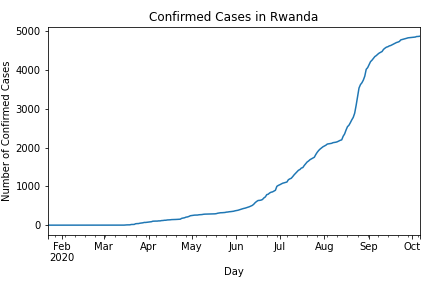 Confirmed Cases in Rwanda
Number of Confirmed Cases
5000
4000
3000
2000
1000
0
Feb Mar Apr May Jun Jul Aug Sep Oct
2020
Day